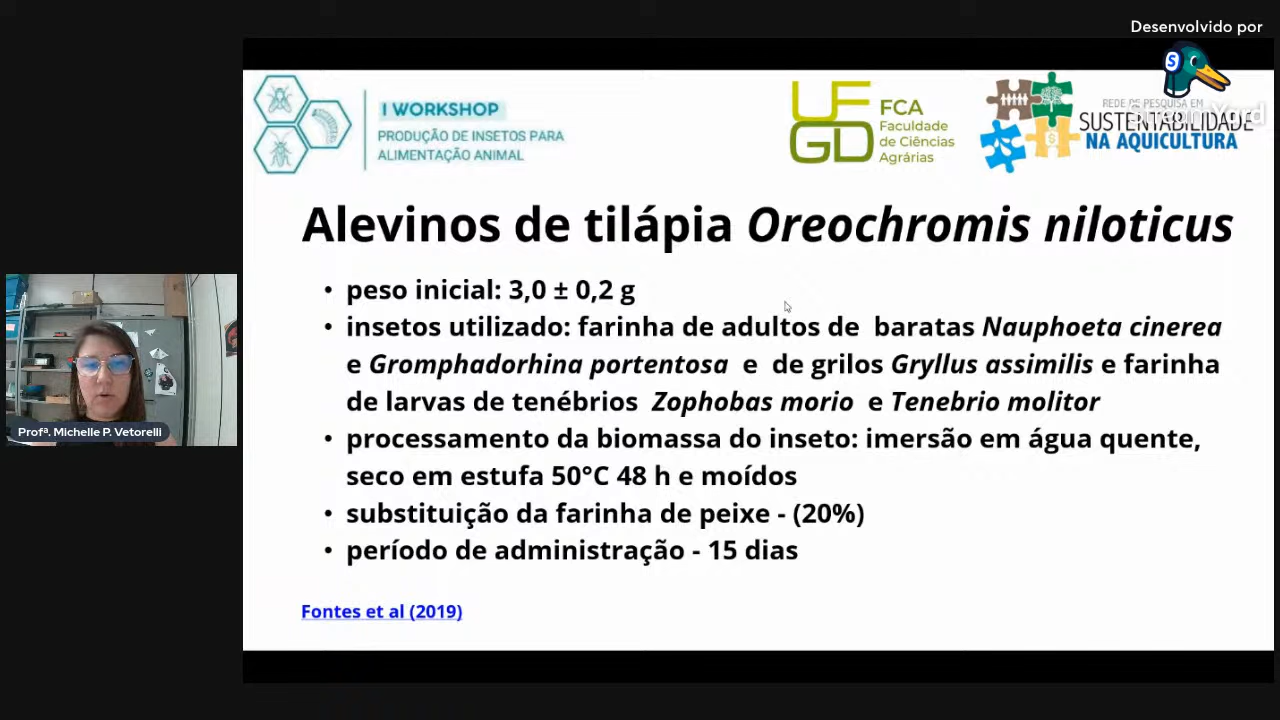 Desenvolvido por
StreamYard
I WORKSHOP
PRODUÇÃO DE INSETOS PARA
ALIMENTAÇÃO ANIMAL
UFGD
FCA
Faculdade
de Ciências
Agrárias
REDE DE PESQUISA EM
SUSTENTABILIDADE
NA AQUICULTURA
Alevinos de tilápia Oreochromis niloticus
• peso inicial: 3,0 ± 0,2 g
• insetos utilizado: farinha de adultos de baratas Nauphoeta cinerea
e Gromphadorhina portentosa e de grilos Gryllus assimilis e farinha
de larvas de tenébrios Zophobas morio e Tenebrio molitor
• processamento da biomassa do inseto: imersão em água quente,
seco em estufa 50°C 48 h e moídos
• substituição da farinha de peixe - (20%)
• período de administração - 15 dias
Fontes et al (2019)
Profª. Michelle P. Vetorelli